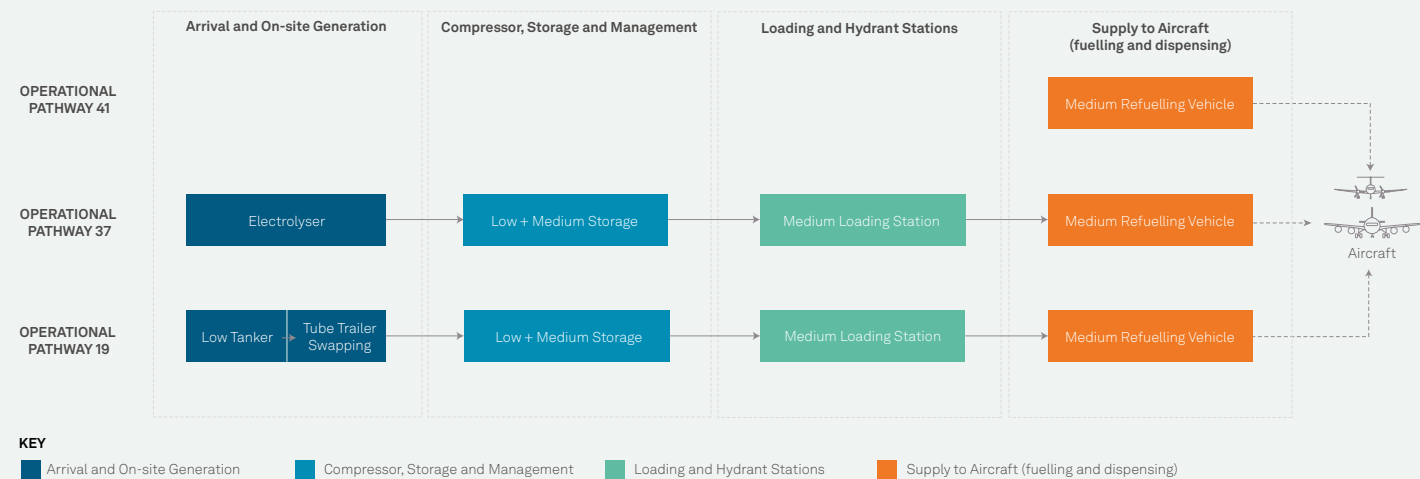 Arrival and On-site Generation
Compressor, Storage and Management
Loading and Hydrant Stations
Supply to Aircraft
(fuelling and dispensing)
OPERATIONAL
PATHWAY 41
Medium Refuelling Vehicle
OPERATIONAL
PATHWAY 37
Electrolyser
Low + Medium Storage
Medium Loading Station
Medium Refuelling Vehicle
Aircraft
OPERATIONAL
PATHWAY 19
Low Tanker
Tube Trailer
Swapping
Low + Medium Storage
Medium Loading Station
Medium Refuelling Vehicle
KEY
Arrival and On-site Generation
Compressor, Storage and Management
Loading and Hydrant Stations
Supply to Aircraft (fuelling and dispensing)